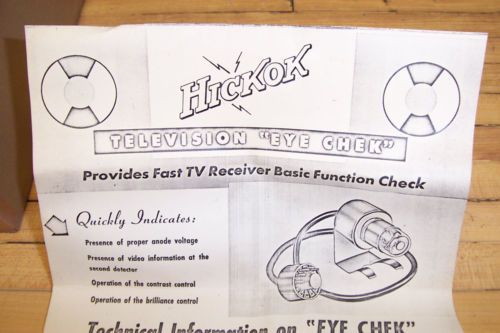 HICKOK
TELEVISION "EYE CHEK"
Provides Fast TV Receiver Basic Function Check
Quickly Indicates:
Presence of proper anode voltage
Presence of video information at the
second detector
Operation of the contrast control
Operation of the brilliance control
Technical Information on "EYE CHEK"